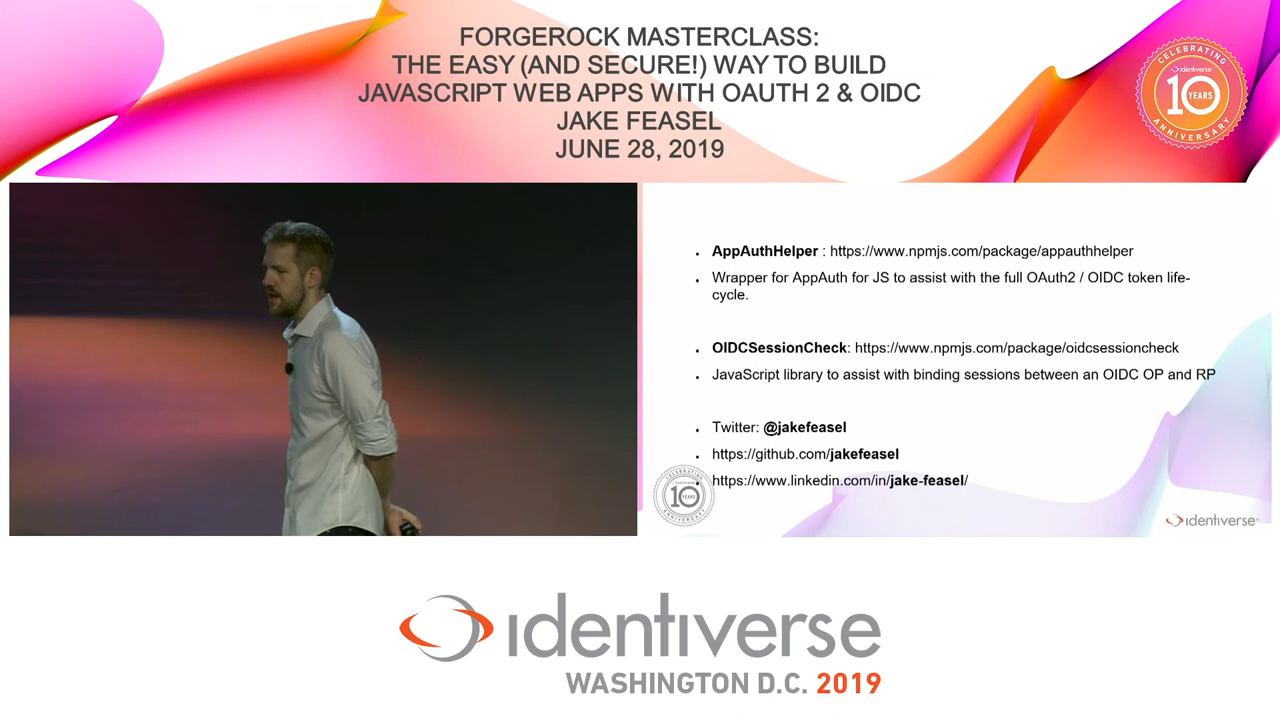 FORGEROCK MASTERCLASS:
THE EASY (AND SECURE!) WAY TO BUILD
JAVASCRIPT WEB APPS WITH OAUTH 2 & OIDC
JAKE FEASEL
JUNE 28, 2019
CELEBRATING
identiverse
10 YEARS
ANNIVERSARY
• AppAuthHelper : https://www.npmjs.com/package/appauthhelper
• Wrapper for AppAuth for JS to assist with the full OAuth2 / OIDC token life-
cycle.
• OIDCSessionCheck: https://www.npmjs.com/package/oidcsessioncheck
• JavaScript library to assist with binding sessions between an OIDC OP and RP
• Twitter: @jakefeasel
• https://github.com/jakefeasel
• https://www.linkedin.com/in/jake-feasel/
CELEBRATING
10 YEARS
ANNIVERSARY
identiverse
identiverse
WASHINGTON D.C. 2019